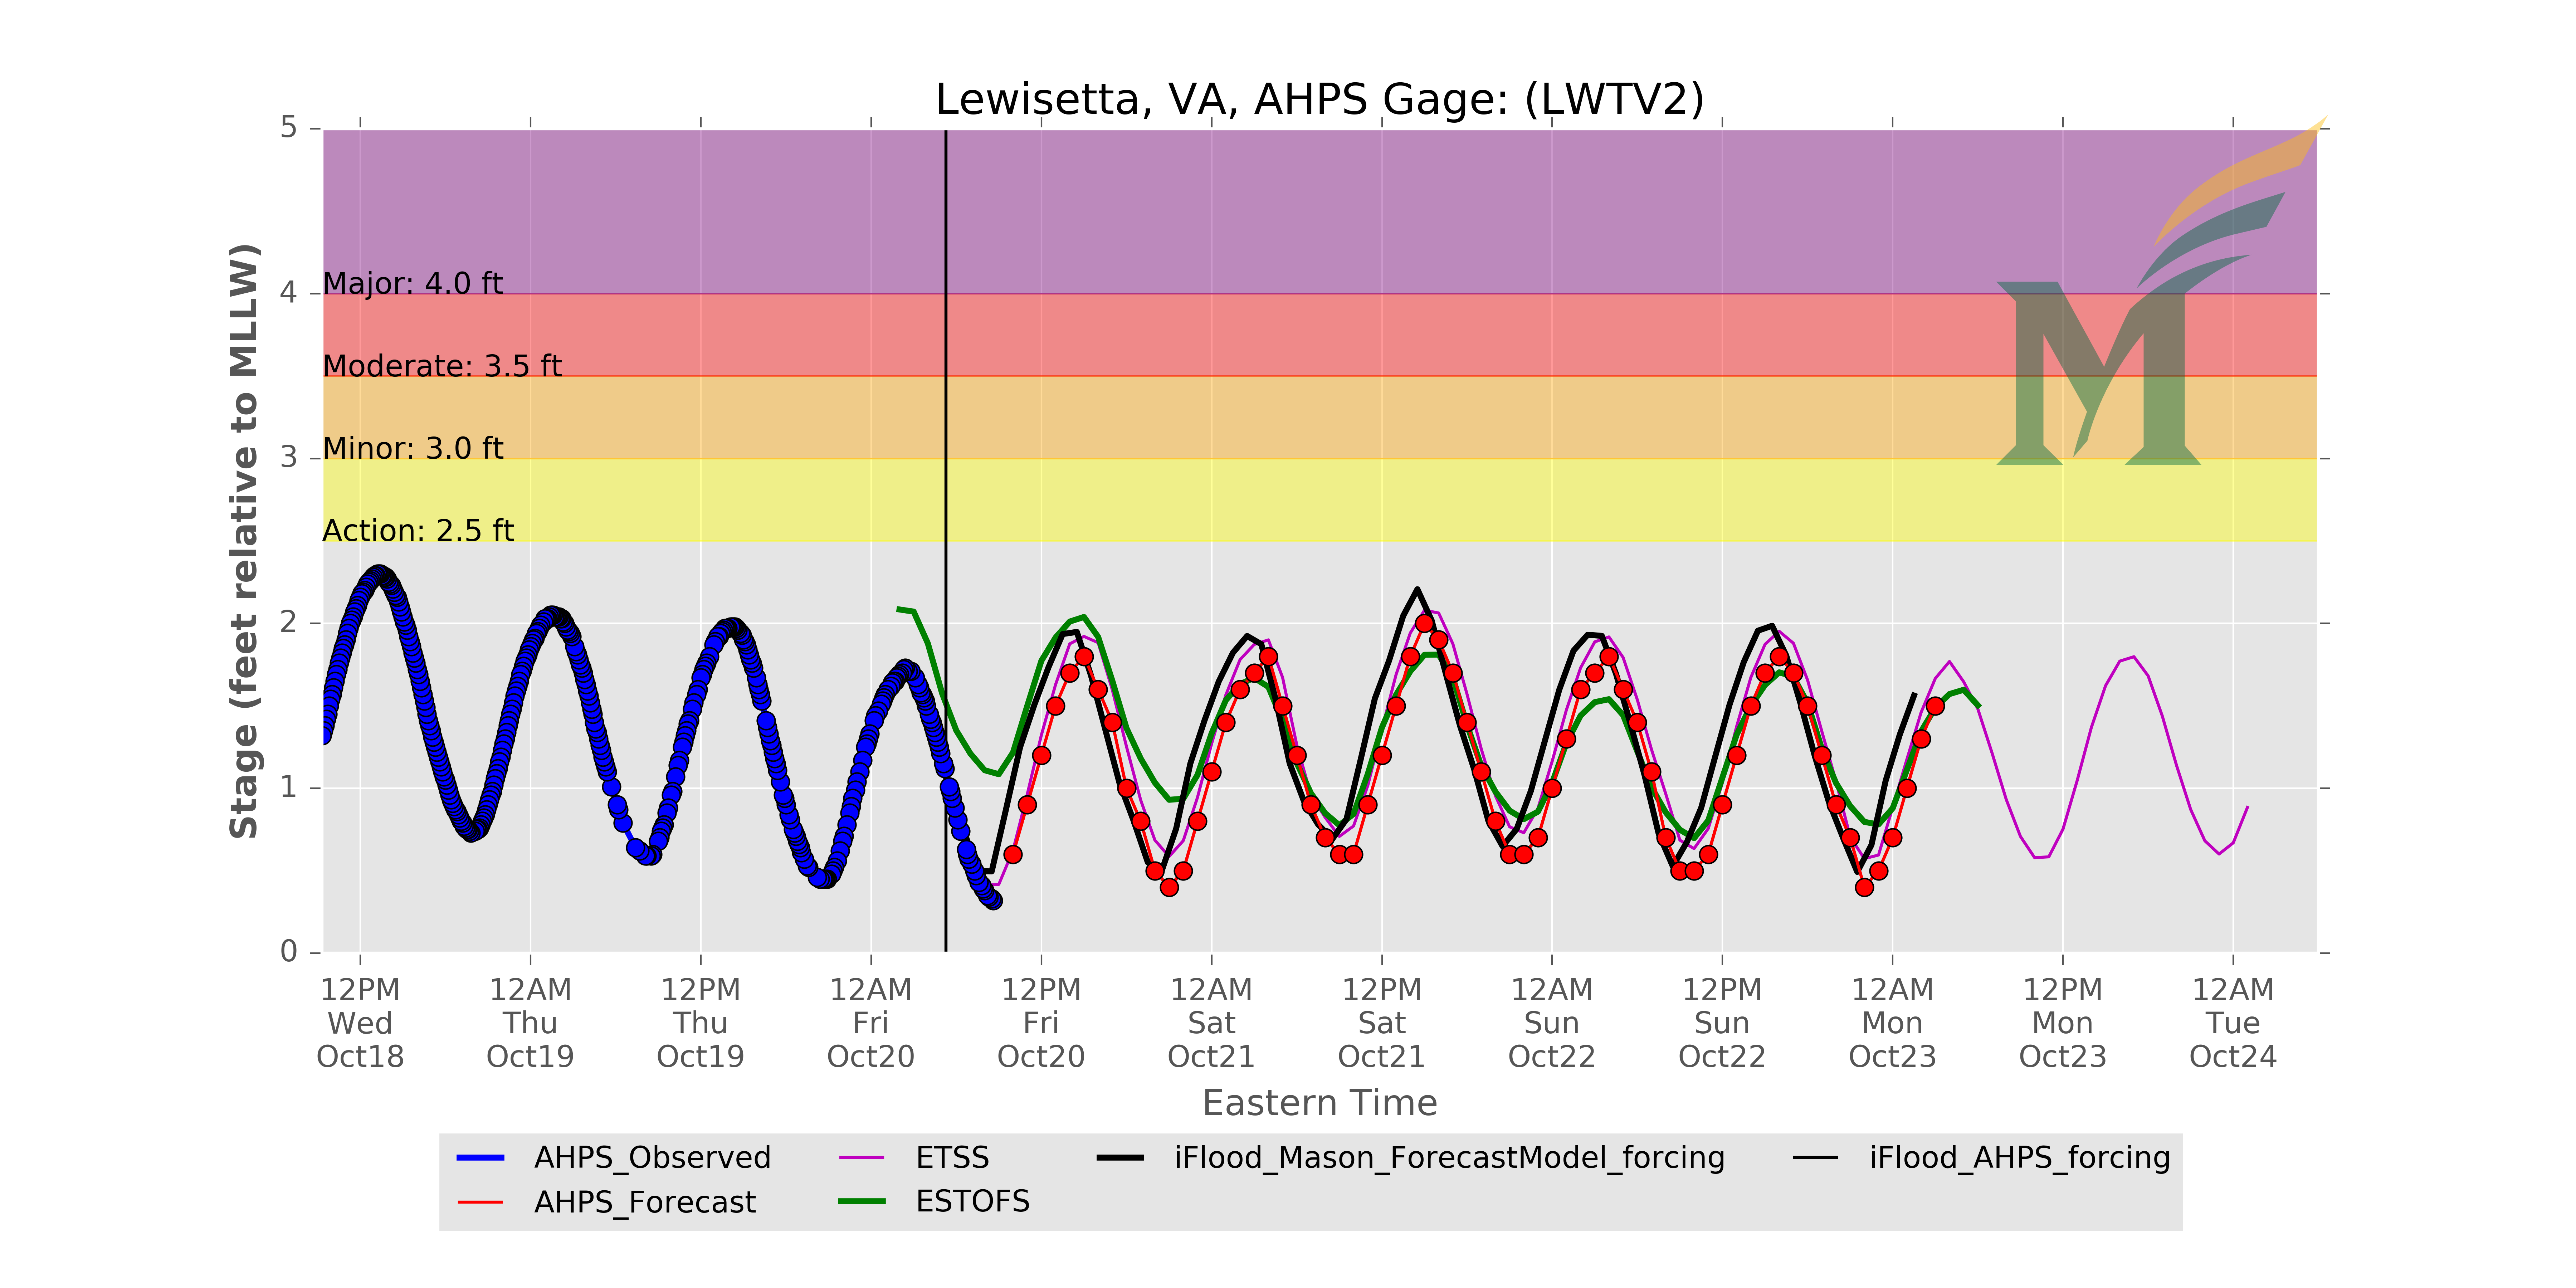 Lewisetta, VA, AHPS Gage: (LWTV2)
Stage (feet relative to MLLW)
5
4
3
2
1
0
Major: 4.0 ft
Moderate: 3.5 ft
Minor: 3.0 ft
Action: 2.5 ft
M
12PM
Wed
Oct18
12AM
Thu
Oct19
12PM
Thu
Oct19
12AM
Fri
Oct20
12PM
Fri
Oct20
12AM
Sat
Oct21
12PM
Sat
Oct21
12AM
Sun
Oct22
12PM
Sun
Oct22
12AM
Mon
Oct23
12PM
Mon
Oct23
12AM
Tue
Oct24
Eastern Time
AHPS_Observed
AHPS_Forecast
ETSS
ESTOFS
iFlood_Mason_ForecastModel_forcing
iFlood_AHPS_forcing